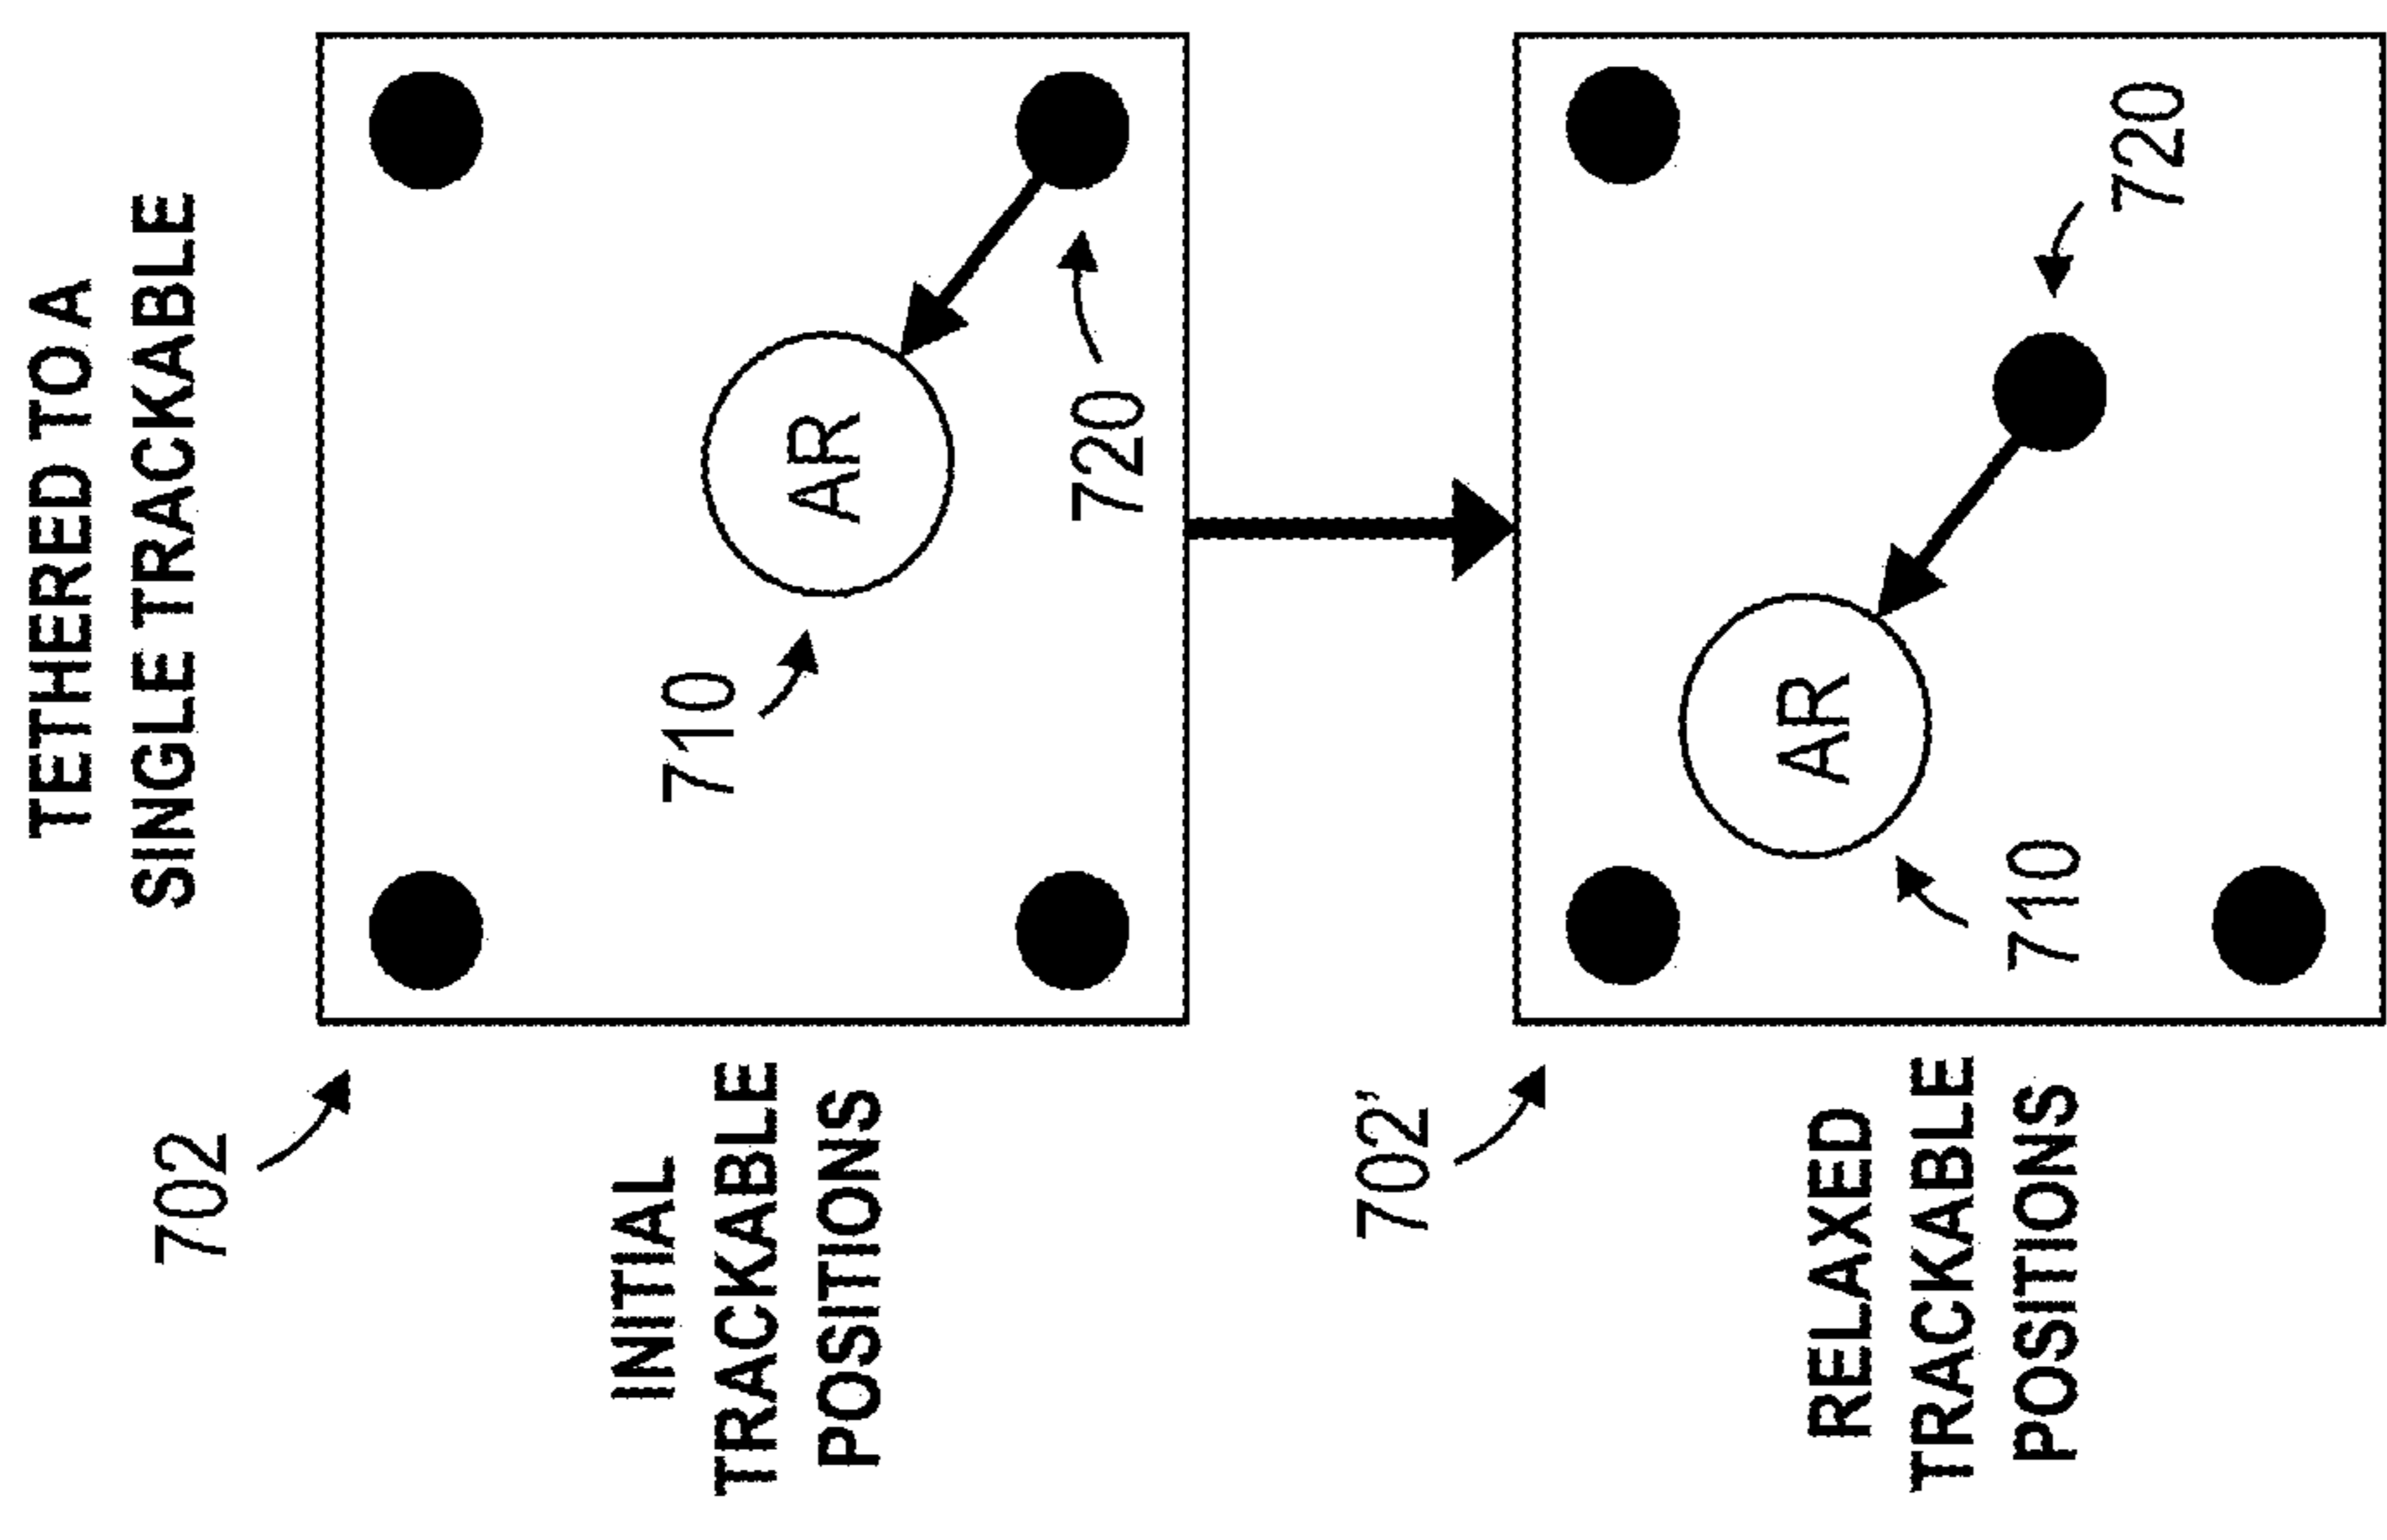 TETHERED TO A
SINGLE TRACKABLE
702
INITIAL
TRACKABLE
POSITIONS
710
AR
720
702'
RELAXED
TRACKABLE
POSITIONS
710
AR
720